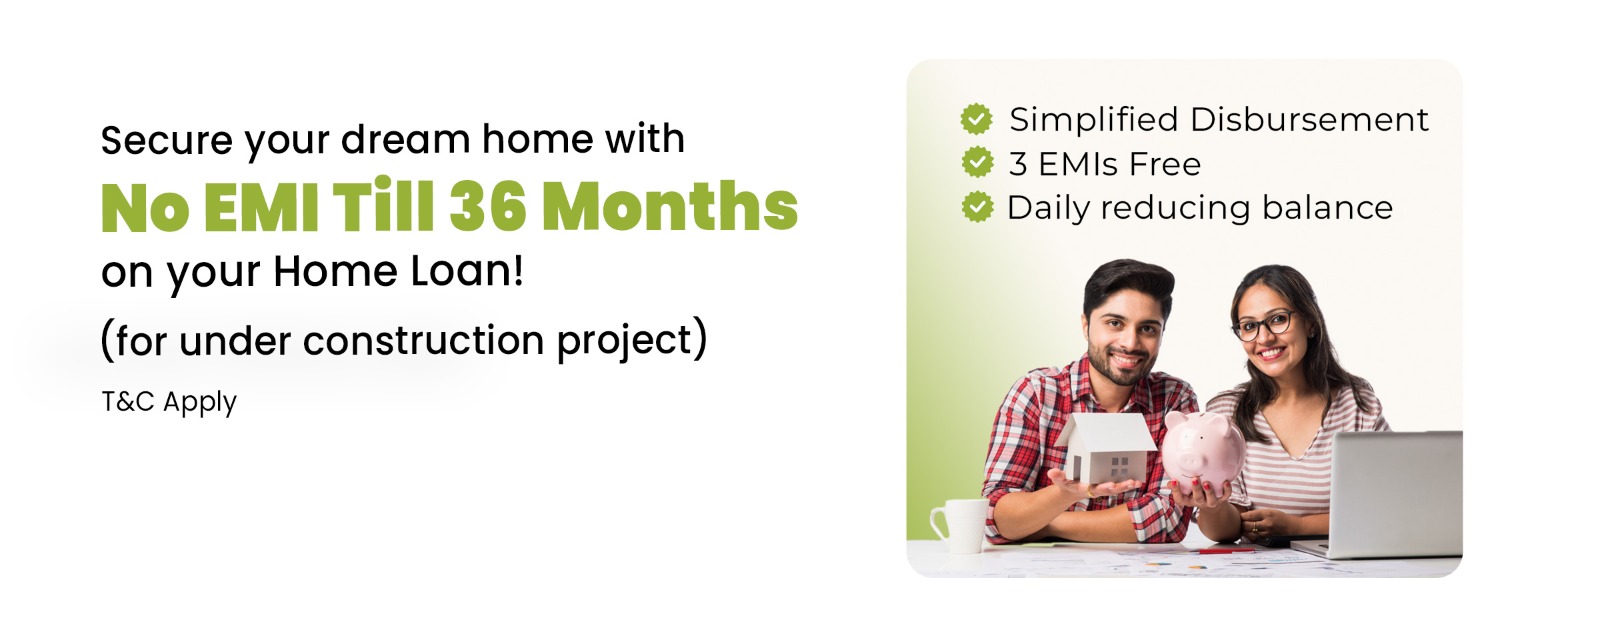 Secure your dream home with
No EMI Till 36 Months
on your Home Loan!
(for under construction project)
T&C Apply
Simplified Disbursement
3 EMIs Free
Daily reducing balance